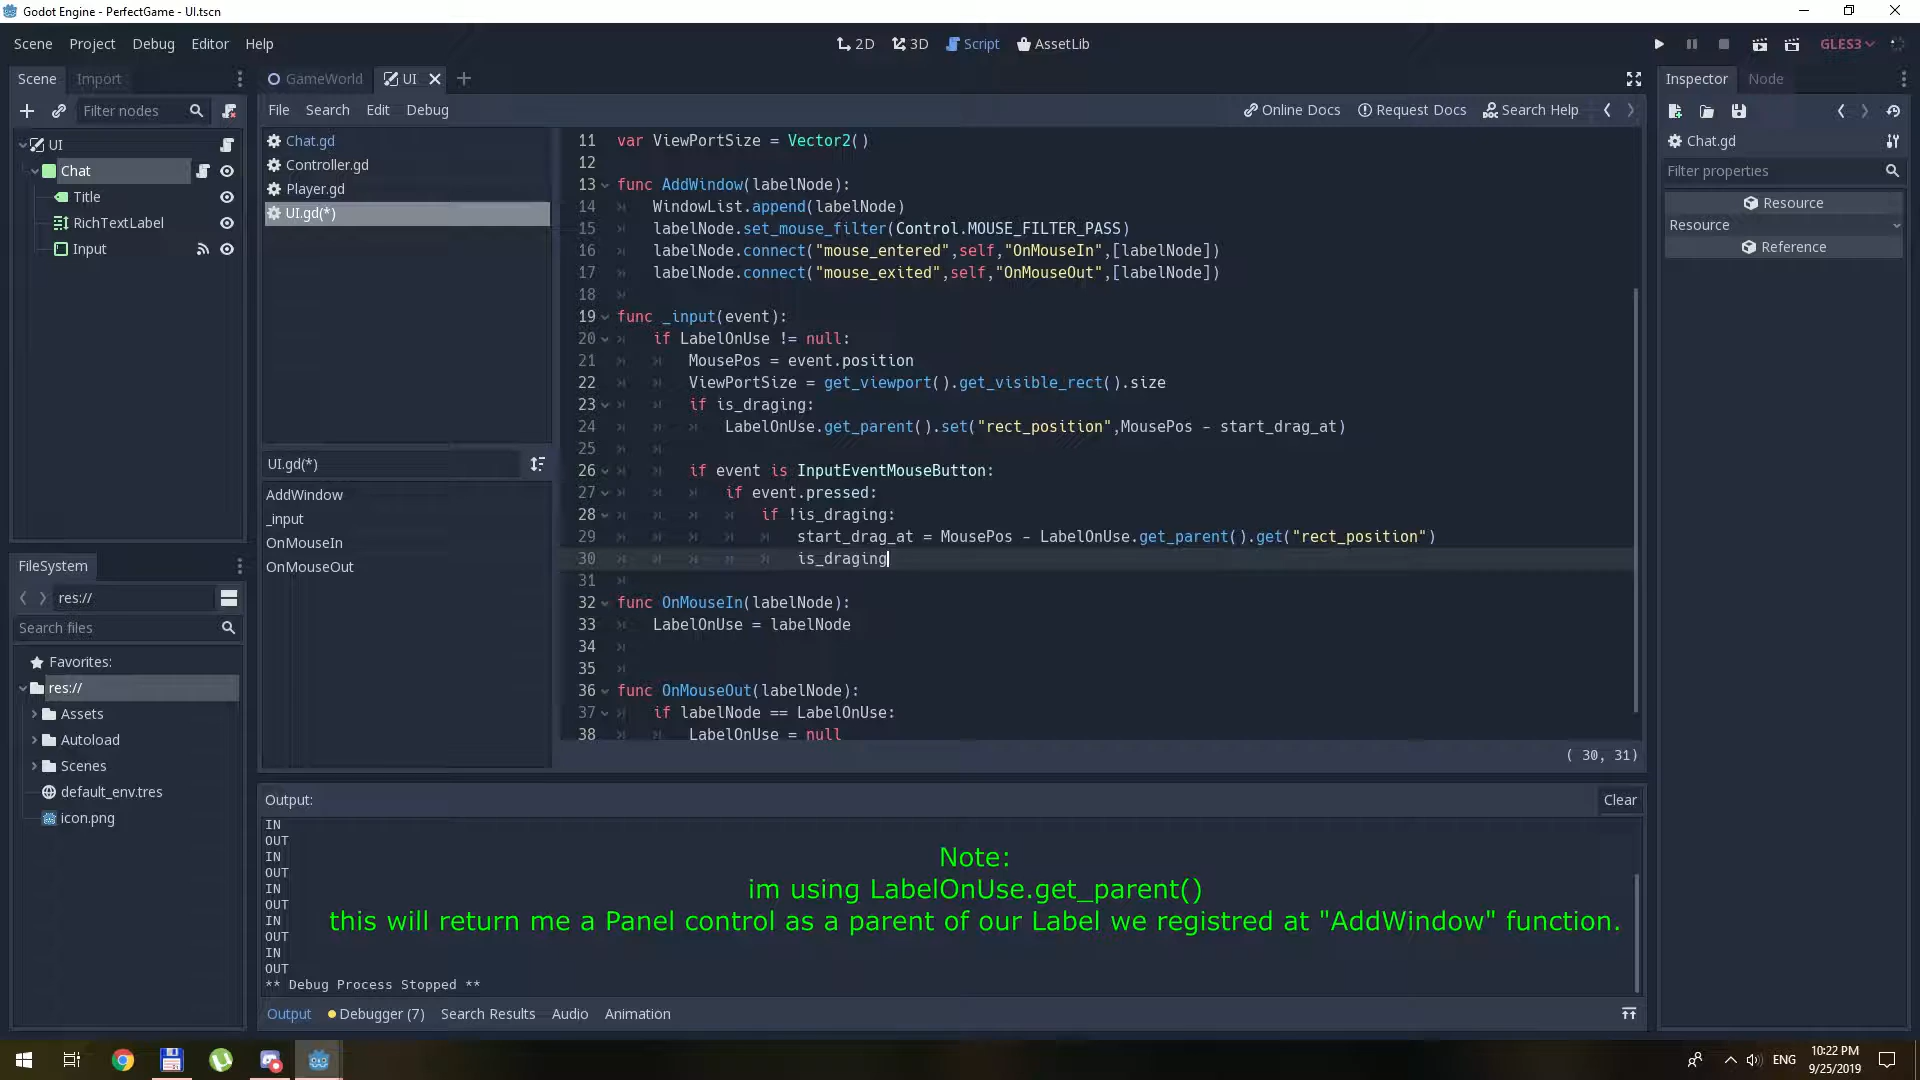 Godot Engine - PerfectGame - UI.tscn
Scene Project Debug Editor Help
2D 3D Script AssetLib
GLES3
Scene Import
GameWorld UI
Inspector Node
Filter nodes
File Search Edit Debug
Online Docs Request Docs Search Help
UI
Chat
Title
RichTextLabel
Input
Chat.gd
Controller.gd
Player.gd
UI.gd(*)
UI.gd(*)
AddWindow
_input
OnMouseIn
OnMouseOut
11 var ViewPortSize = Vector2()
12
13 func AddWindow(labelNode):
14 WindowList.append(labelNode)
15 labelNode.set_mouse_filter(Control.MOUSE_FILTER_PASS)
16 labelNode.connect("mouse_entered",self,"OnMouseIn",[labelNode])
17 labelNode.connect("mouse_exited",self,"OnMouseOut",[labelNode])
18
19 func _input(event):
20 if LabelOnUse != null:
21 MousePos = event.position
22 ViewPortSize = get_viewport().get_visible_rect().size
23 if is_draging:
24 LabelOnUse.get_parent().set("rect_position",MousePos - start_drag_at)
25
26 if event is InputEventMouseButton:
27 if event.pressed:
28 if !is_draging:
29 start_drag_at = MousePos - LabelOnUse.get_parent().get("rect_position")
30 is_draging
31
32 func OnMouseIn(labelNode):
33 LabelOnUse = labelNode
34
35
36 func OnMouseOut(labelNode):
37 if labelNode == LabelOnUse:
38 LabelOnUse = null
( 30, 31)
Chat.gd
Filter properties
Resource
Resource
Reference
FileSystem
res://
Search files
Favorites:
res://
Assets
Autoload
Scenes
default_env.tres
icon.png
Output:
Clear
IN
OUT
IN
OUT
IN
OUT
IN
OUT
IN
OUT
** Debug Process Stopped **
Note:
im using LabelOnUse.get_parent()
this will return me a Panel control as a parent of our Label we registred at "AddWindow" function.
Output Debugger (7) Search Results Audio Animation
ENG
10:22 PM
9/25/2019